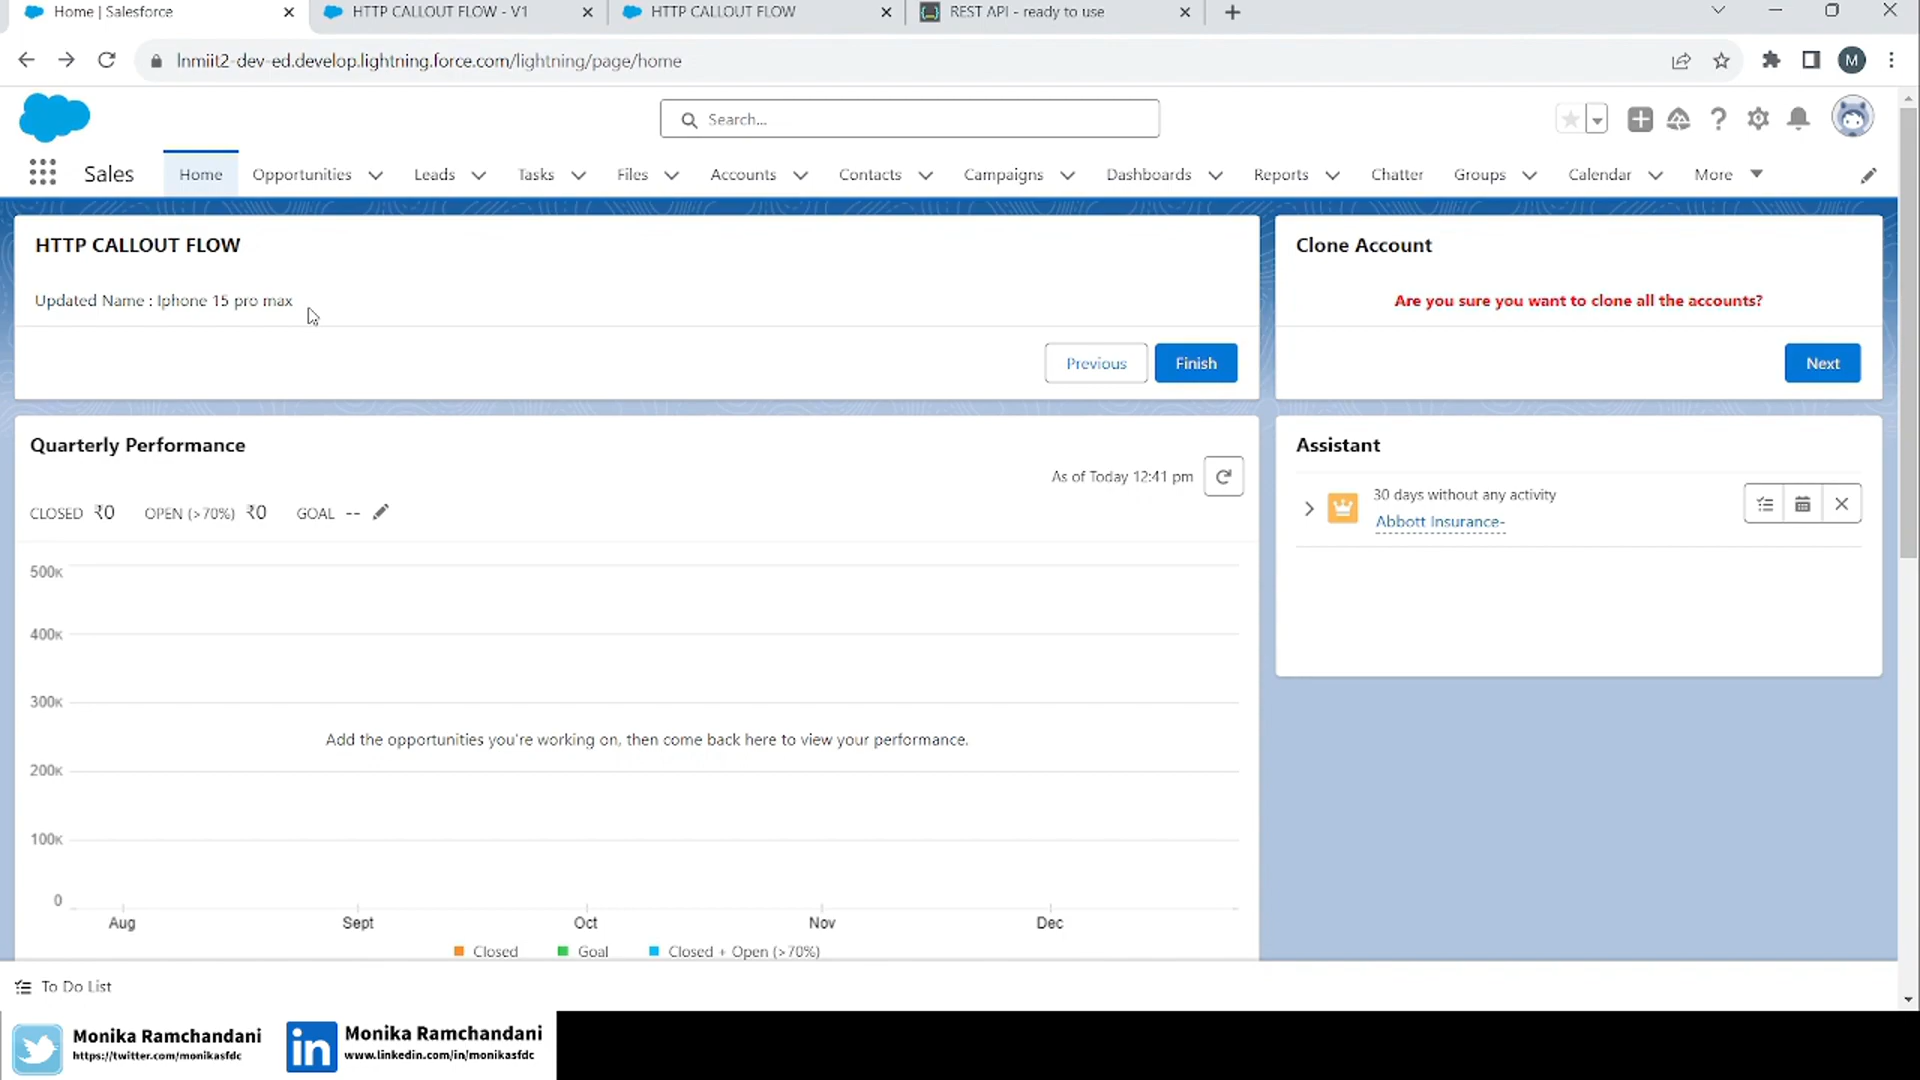 Home | Salesforce
HTTP CALLOUT FLOW - V1
HTTP CALLOUT FLOW
REST API - ready to use
lnmiit2-dev-ed.develop.lightning.force.com/lightning/page/home
M
Search...
Sales
Home
Opportunities
Leads
Tasks
Files
Accounts
Contacts
Campaigns
Dashboards
Reports
Chatter
Groups
Calendar
More
HTTP CALLOUT FLOW
Updated Name : Iphone 15 pro max
Previous
Finish
Clone Account
Are you sure you want to clone all the accounts?
Next
Quarterly Performance
As of Today 12:41 pm
CLOSED ₹0 OPEN (>70%) ₹0 GOAL --
500K
400K
300K
Add the opportunities you're working on, then come back here to view your performance.
200K
100K
0
Aug Sept Oct Nov Dec
Closed Goal Closed + Open (>70%)
Assistant
30 days without any activity
Abbott Insurance-
To Do List
Monika Ramchandani
https://twitter.com/monikasfdc
in
Monika Ramchandani
www.linkedin.com/in/monikasfdc